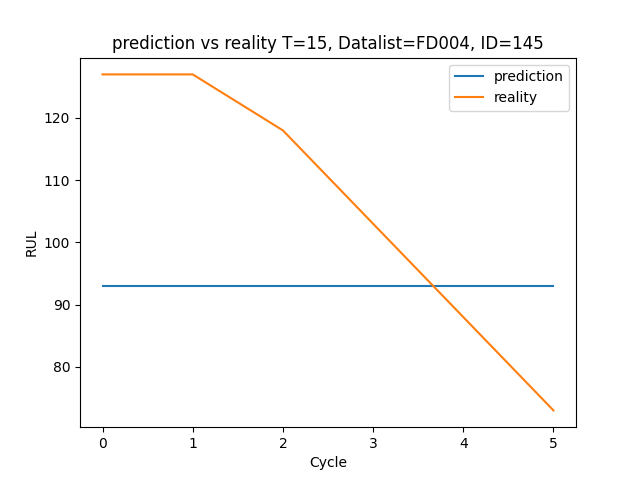 prediction vs reality T=15, Datalist=FD004, ID=145
prediction
reality
120
110
100
90
80
RUL
0 1 2 3 4 5
Cycle